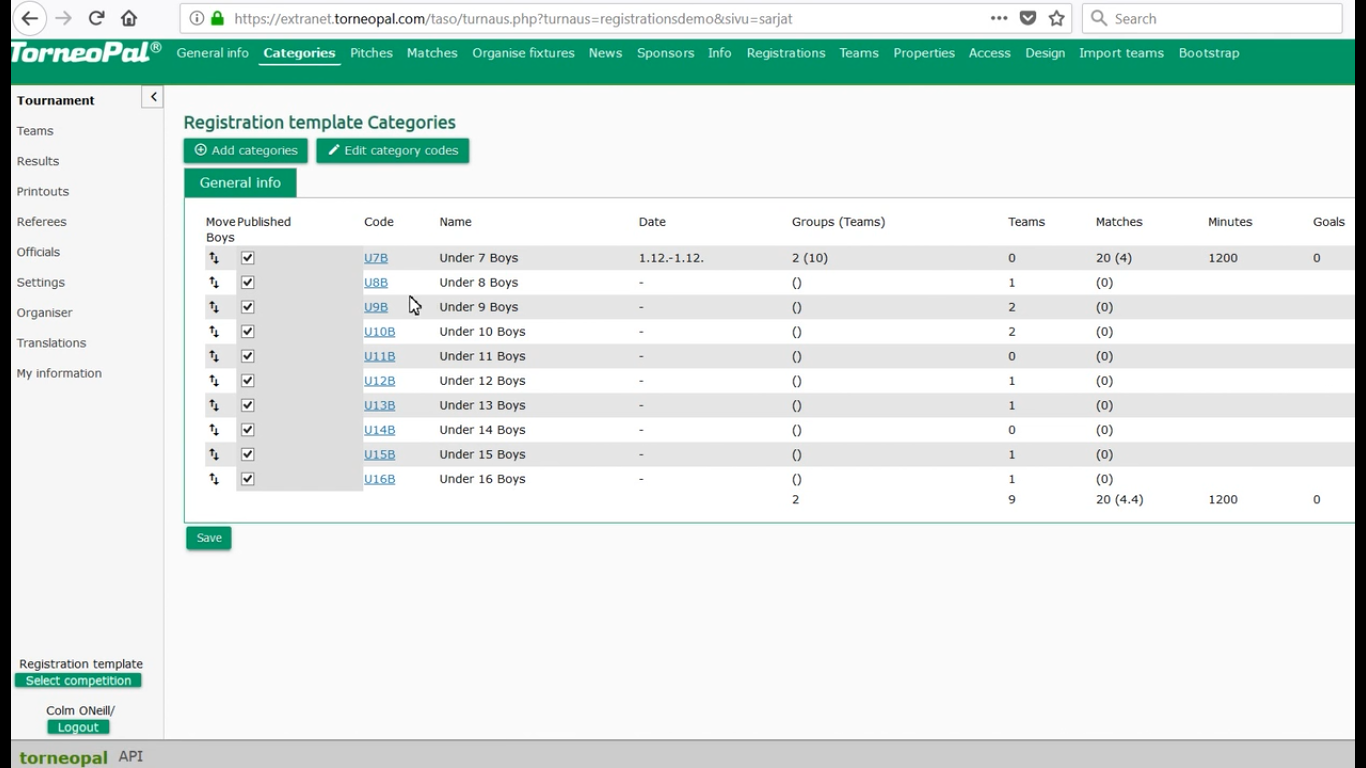 https://extranet.torneopal.com/taso/turnaus.php?turnaus=registrationsdemo&sivu=sarjat
Search
TorneoPal®
General info Categories Pitches Matches Organise fixtures News Sponsors Info Registrations Teams Properties Access Design Import teams Bootstrap
Tournament
Teams
Results
Printouts
Referees
Officials
Settings
Organiser
Translations
My information
Registration template
Select competition
Colm ONeill/
Logout
Registration template Categories
Add categories Edit category codes
General info
Move Published Code Name Date Groups (Teams) Teams Matches Minutes Goals
Boys
U7B Under 7 Boys 1.12.-1.12. 2 (10) 0 20 (4) 1200 0
U8B Under 8 Boys - () 1 (0)
U9B Under 9 Boys - () 2 (0)
U10B Under 10 Boys - () 2 (0)
U11B Under 11 Boys - () 0 (0)
U12B Under 12 Boys - () 1 (0)
U13B Under 13 Boys - () 1 (0)
U14B Under 14 Boys - () 0 (0)
U15B Under 15 Boys - () 1 (0)
U16B Under 16 Boys - () 1 (0)
2 9 20 (4.4) 1200 0
Save
torneopal API